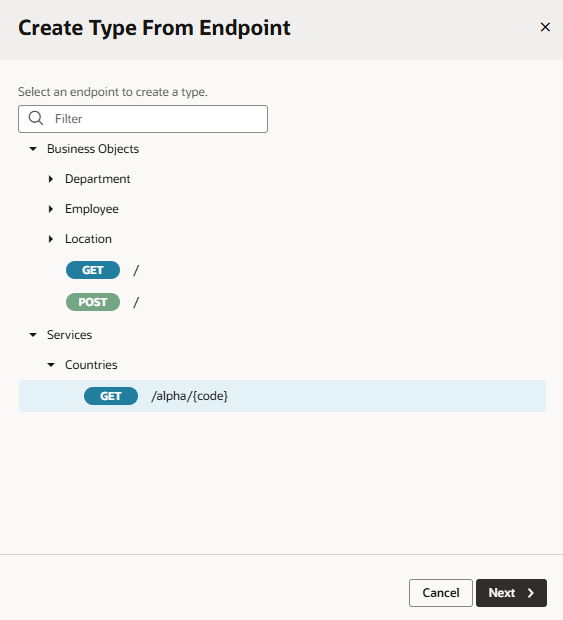 Create Type From Endpoint
Select an endpoint to create a type.
Filter
Business Objects
Department
Employee
Location
GET /
POST /
Services
Countries
GET /alpha/{code}
Cancel Next